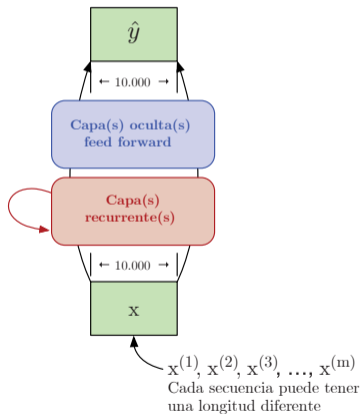 ŷ
← 10.000 →
Capa(s) oculta(s)
feed forward
Capa(s)
recurrente(s)
← 10.000 →
x
x⁽¹⁾, x⁽²⁾, x⁽³⁾, ..., x⁽ᵐ⁾
Cada secuencia puede tener
una longitud diferente